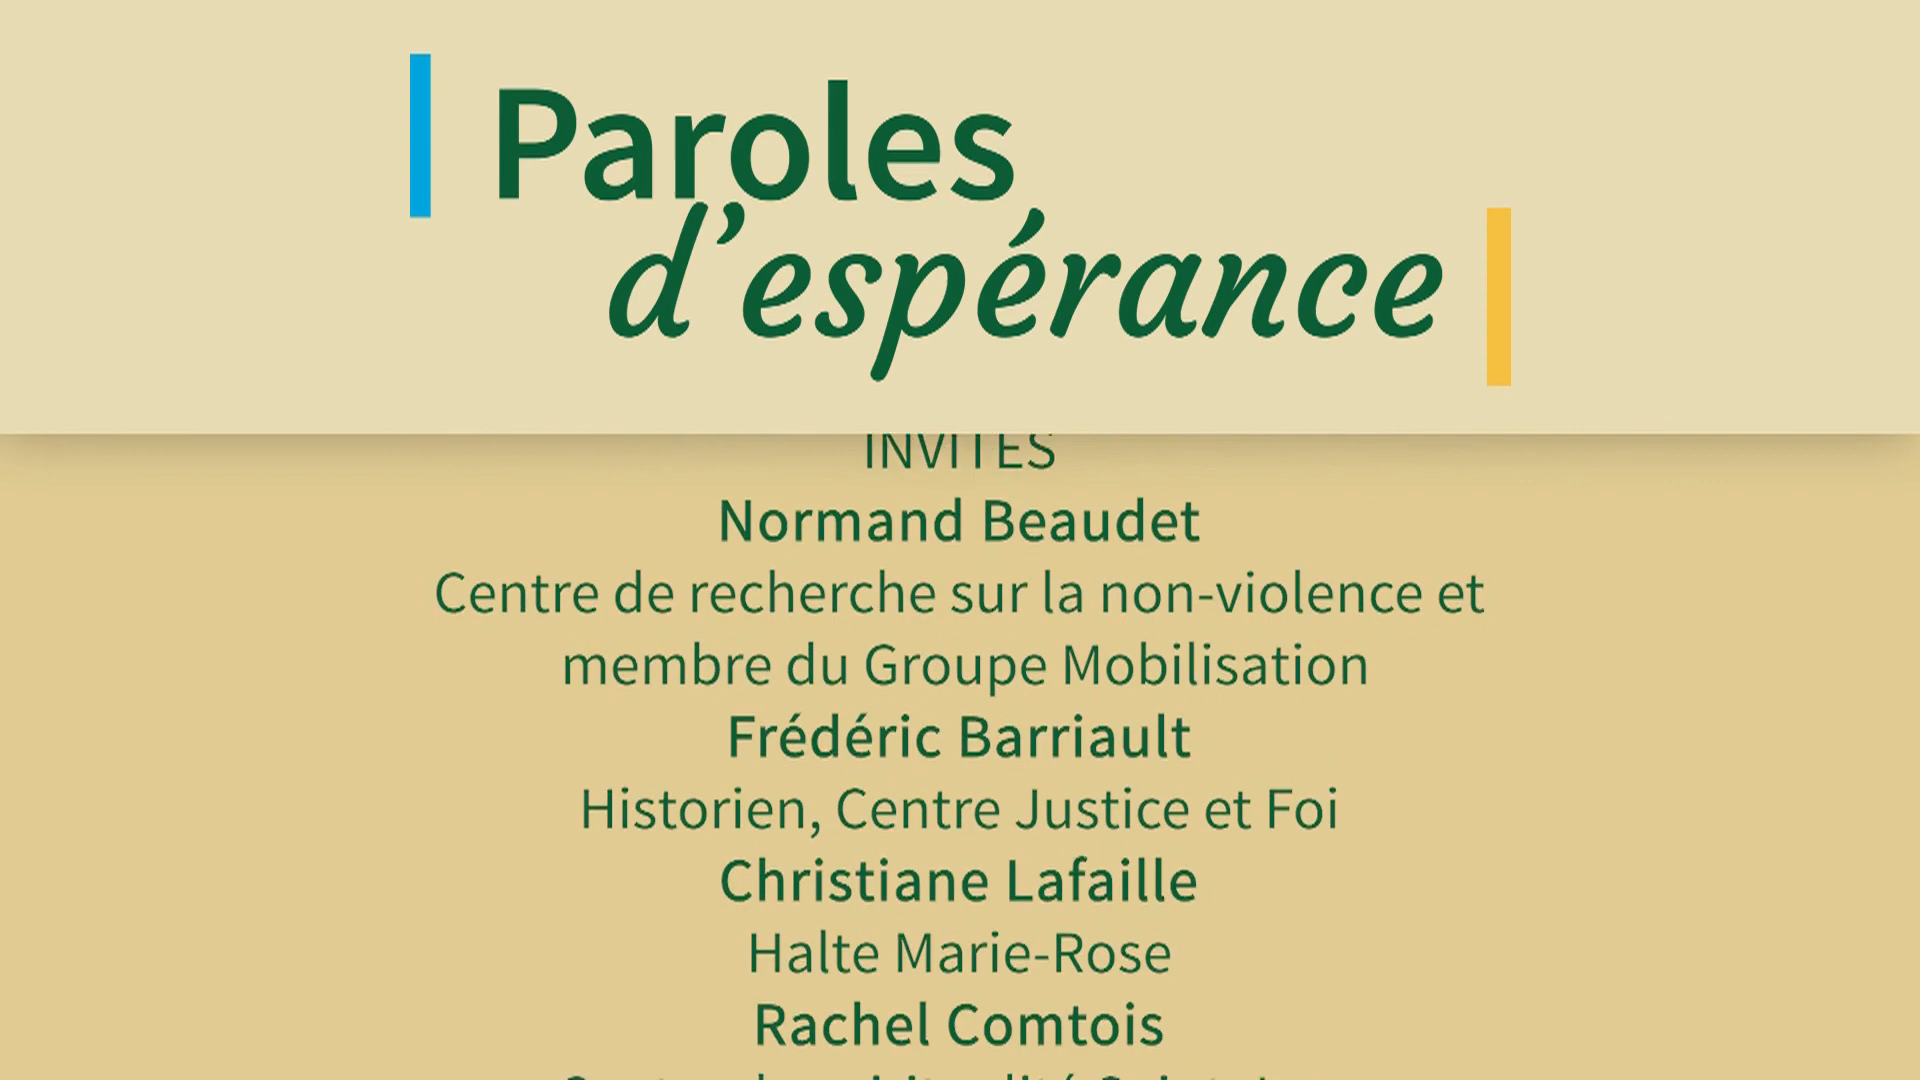 Paroles
d'espérance
INVITÉS
Normand Beaudet
Centre de recherche sur la non-violence et
membre du Groupe Mobilisation
Frédéric Barriault
Historien, Centre Justice et Foi
Christiane Lafaille
Halte Marie-Rose
Rachel Comtois